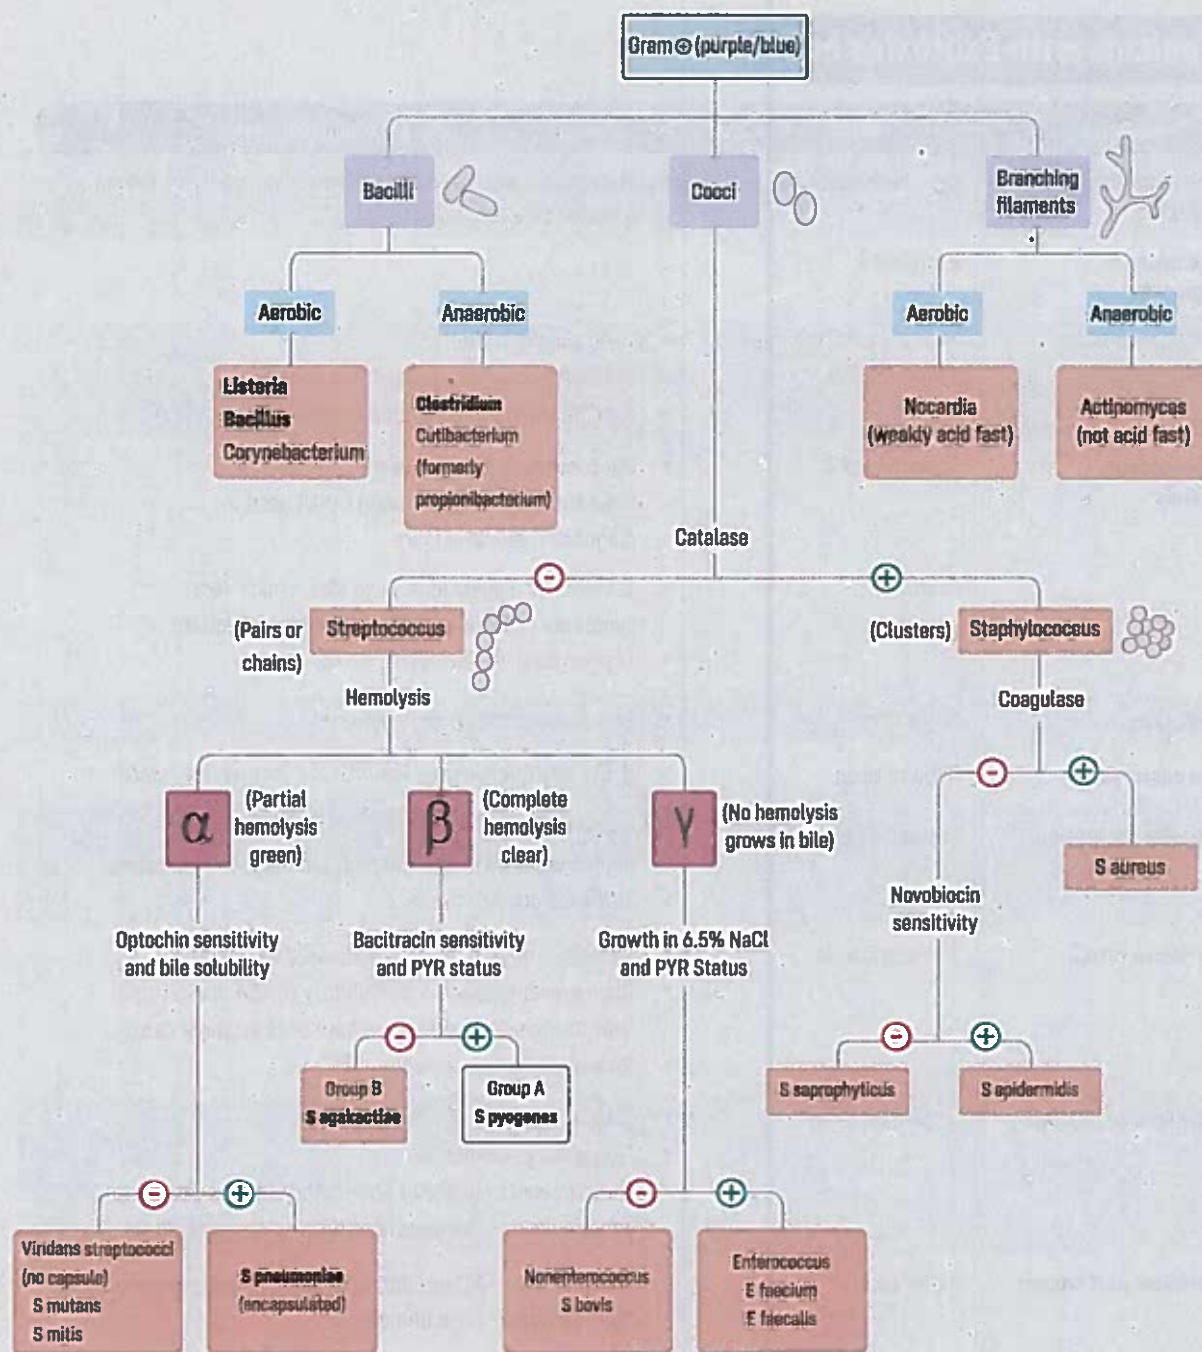 Gram ⊕ (purple/blue)
Bacilli
Cocci
Branching
filaments
Aerobic
Anaerobic
Aerobic
Anaerobic
Listeria
Bacillus
Corynebacterium
Clostridium
Cutibacterium
(formerly
propionibacterium)
Nocardia
(weakly acid fast)
Actinomyces
(not acid fast)
Catalase
−
+
(Pairs or
chains)
Streptococcus
(Clusters)
Staphylococcus
Hemolysis
Coagulase
−
+
α
(Partial
hemolysis
green)
β
(Complete
hemolysis
clear)
γ
(No hemolysis
grows in bile)
S aureus
Novobiocin
sensitivity
Optochin sensitivity
and bile solubility
Bacitracin sensitivity
and PYR status
Growth in 6.5% NaCl
and PYR Status
−
+
−
+
Group B
S agakactiae
Group A
S pyogenes
S saprophyticus
S epidermidis
−
+
−
+
Viridans streptococci
(no capsule)
S mutans
S mitis
S pneumoniae
(encapsulated)
Nonenterococcus
S bovis
Enterococcus
E faecium
E faecalis